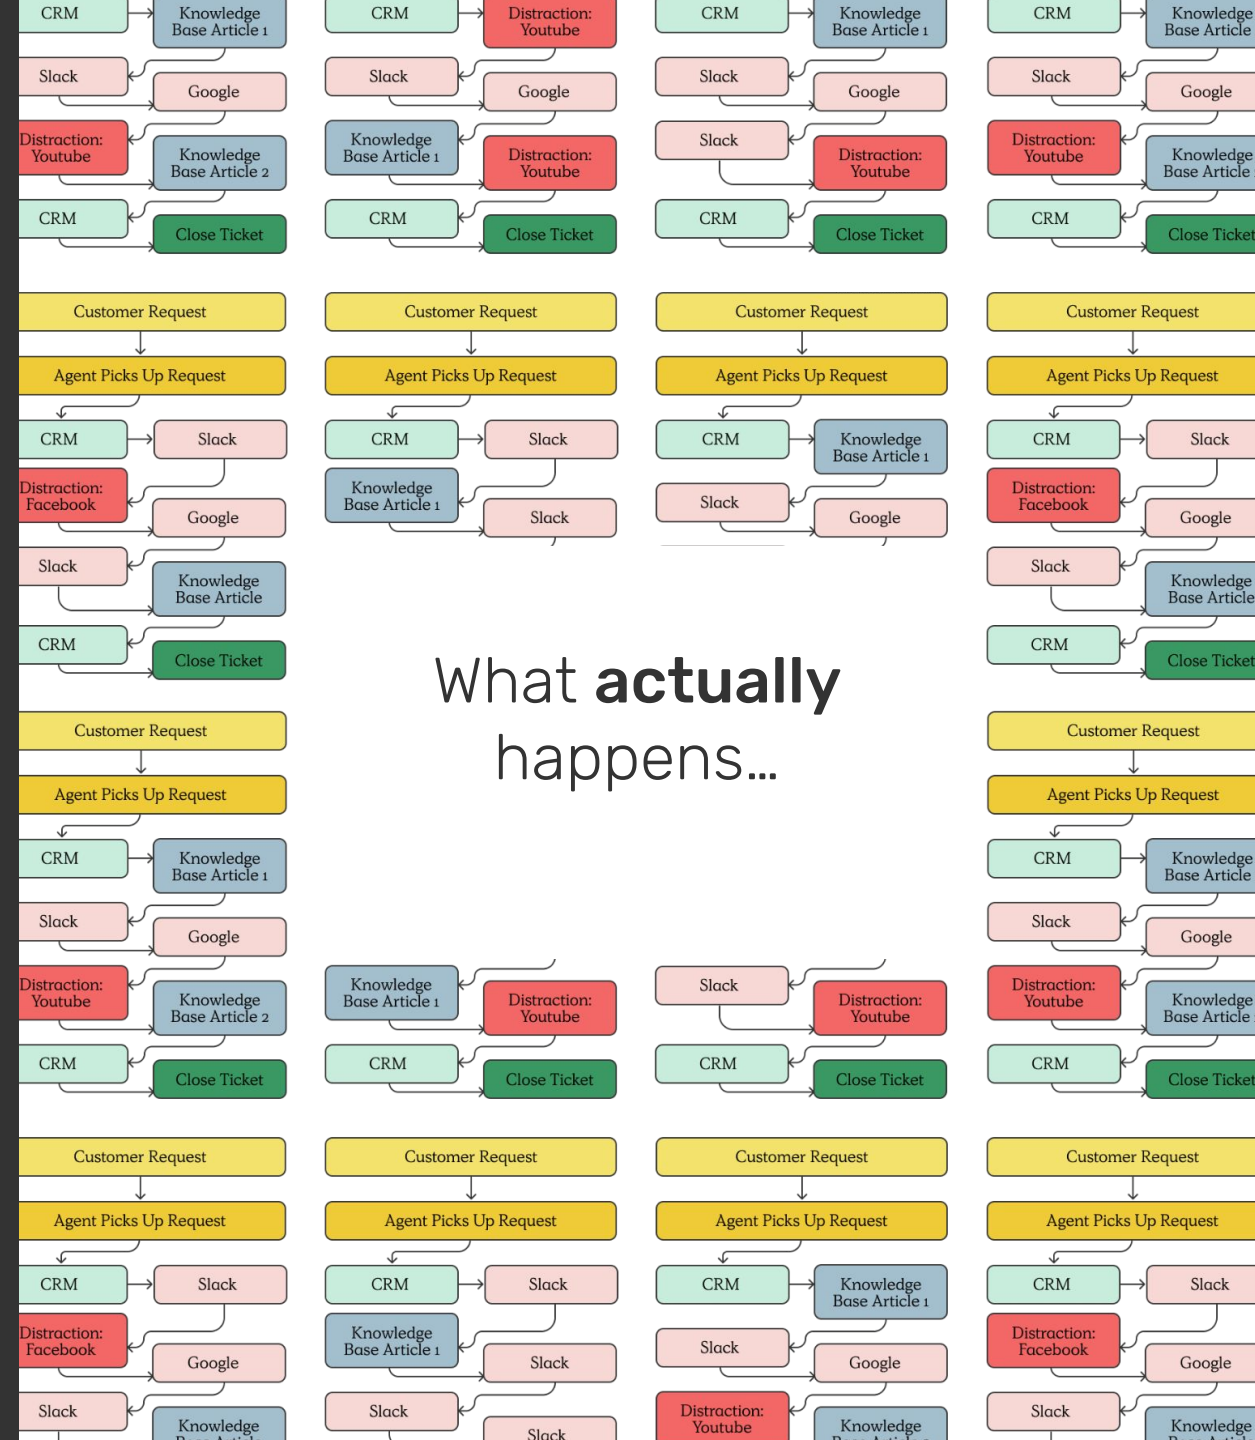 CRM
Knowledge
Base Article 1
Slack
Google
Distraction:
Youtube
Knowledge
Base Article 2
CRM
Close Ticket
CRM
Distraction:
Youtube
Slack
Google
Knowledge
Base Article 1
Distraction:
Youtube
CRM
Close Ticket
CRM
Knowledge
Base Article 1
Slack
Google
Slack
Distraction:
Youtube
CRM
Close Ticket
CRM
Knowledge
Base Article
Slack
Google
Distraction:
Youtube
Knowledge
Base Article
CRM
Close Ticket
Customer Request
Agent Picks Up Request
CRM
Slack
Distraction:
Facebook
Google
Slack
Knowledge
Base Article
CRM
Close Ticket
Customer Request
Agent Picks Up Request
CRM
Slack
Knowledge
Base Article 1
Slack
Customer Request
Agent Picks Up Request
CRM
Knowledge
Base Article 1
Slack
Google
Customer Request
Agent Picks Up Request
CRM
Slack
Distraction:
Facebook
Google
Slack
Knowledge
Base Article
CRM
Close Ticket
What actually
happens...
Customer Request
Agent Picks Up Request
CRM
Knowledge
Base Article 1
Slack
Google
Distraction:
Youtube
Knowledge
Base Article 2
CRM
Close Ticket
Knowledge
Base Article 1
Distraction:
Youtube
CRM
Close Ticket
Slack
Distraction:
Youtube
CRM
Close Ticket
Customer Request
Agent Picks Up Request
CRM
Knowledge
Base Article
Slack
Google
Distraction:
Youtube
Knowledge
Base Article
CRM
Close Ticket
Customer Request
Agent Picks Up Request
CRM
Slack
Distraction:
Facebook
Google
Slack
Knowledge
Customer Request
Agent Picks Up Request
CRM
Slack
Knowledge
Base Article 1
Slack
Slack
Slack
Customer Request
Agent Picks Up Request
CRM
Knowledge
Base Article 1
Slack
Google
Distraction:
Youtube
Knowledge
Customer Request
Agent Picks Up Request
CRM
Slack
Distraction:
Facebook
Google
Slack
Knowledge